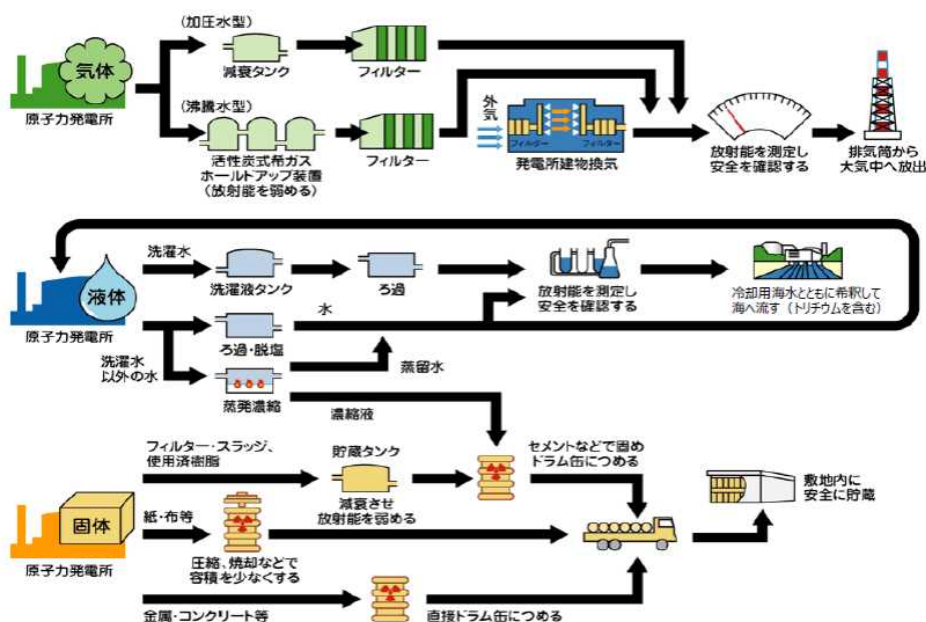 (加圧水型)
気体
原子力発電所
減衰タンク
フィルター
(沸騰水型)
活性炭式希ガス
ホールドアップ装置
(放射能を弱める)
フィルター
外気
フィルター
フィルター
発電所建物換気
放射能を測定し
安全を確認する
排気筒から
大気中へ放出
液体
原子力発電所
洗濯水
洗濯液タンク
ろ過
放射能を測定し
安全を確認する
冷却用海水とともに希釈して
海へ流す(トリチウムを含む)
水
ろ過・脱塩
洗濯水
以外の水
蒸留水
蒸発濃縮
濃縮液
固体
原子力発電所
フィルター・スラッジ、
使用済樹脂
貯蔵タンク
減衰させ
放射能を弱める
セメントなどで固め
ドラム缶につめる
紙・布等
圧縮、焼却などで
容積を少なくする
敷地内に
安全に貯蔵
金属・コンクリート等
直接ドラム缶につめる